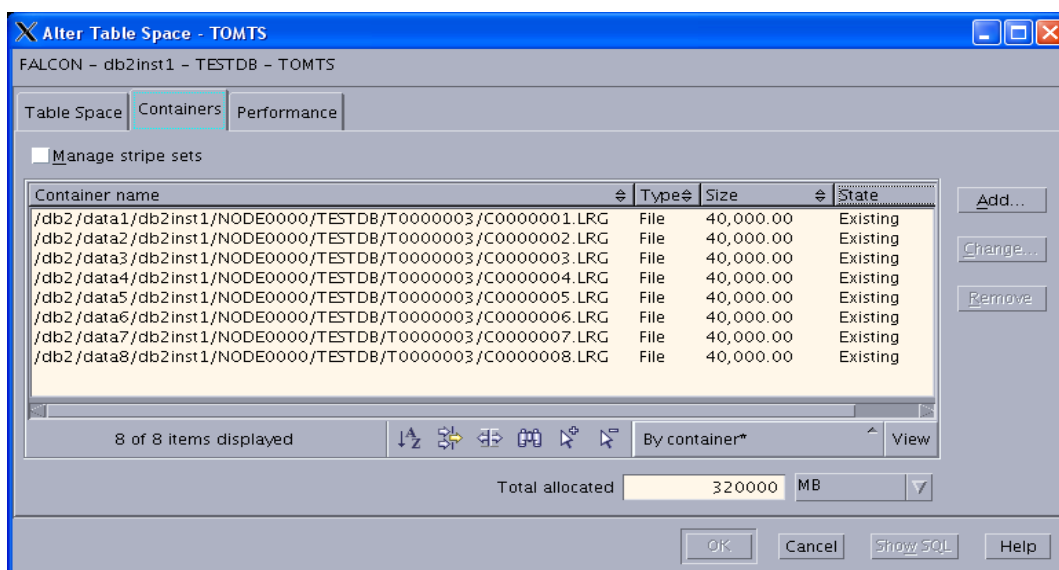 Alter Table Space - TOMTS
FALCON - db2inst1 - TESTDB - TOMTS
Table Space Containers Performance
Manage stripe sets
Container name Type Size State
/db2/data1/db2inst1/NODE0000/TESTDB/T0000003/C0000001.LRG File 40,000.00 Existing
/db2/data2/db2inst1/NODE0000/TESTDB/T0000003/C0000002.LRG File 40,000.00 Existing
/db2/data3/db2inst1/NODE0000/TESTDB/T0000003/C0000003.LRG File 40,000.00 Existing
/db2/data4/db2inst1/NODE0000/TESTDB/T0000003/C0000004.LRG File 40,000.00 Existing
/db2/data5/db2inst1/NODE0000/TESTDB/T0000003/C0000005.LRG File 40,000.00 Existing
/db2/data6/db2inst1/NODE0000/TESTDB/T0000003/C0000006.LRG File 40,000.00 Existing
/db2/data7/db2inst1/NODE0000/TESTDB/T0000003/C0000007.LRG File 40,000.00 Existing
/db2/data8/db2inst1/NODE0000/TESTDB/T0000003/C0000008.LRG File 40,000.00 Existing
Add...
Change...
Remove
8 of 8 items displayed By container* View
Total allocated 320000 MB
OK Cancel Show SQL Help